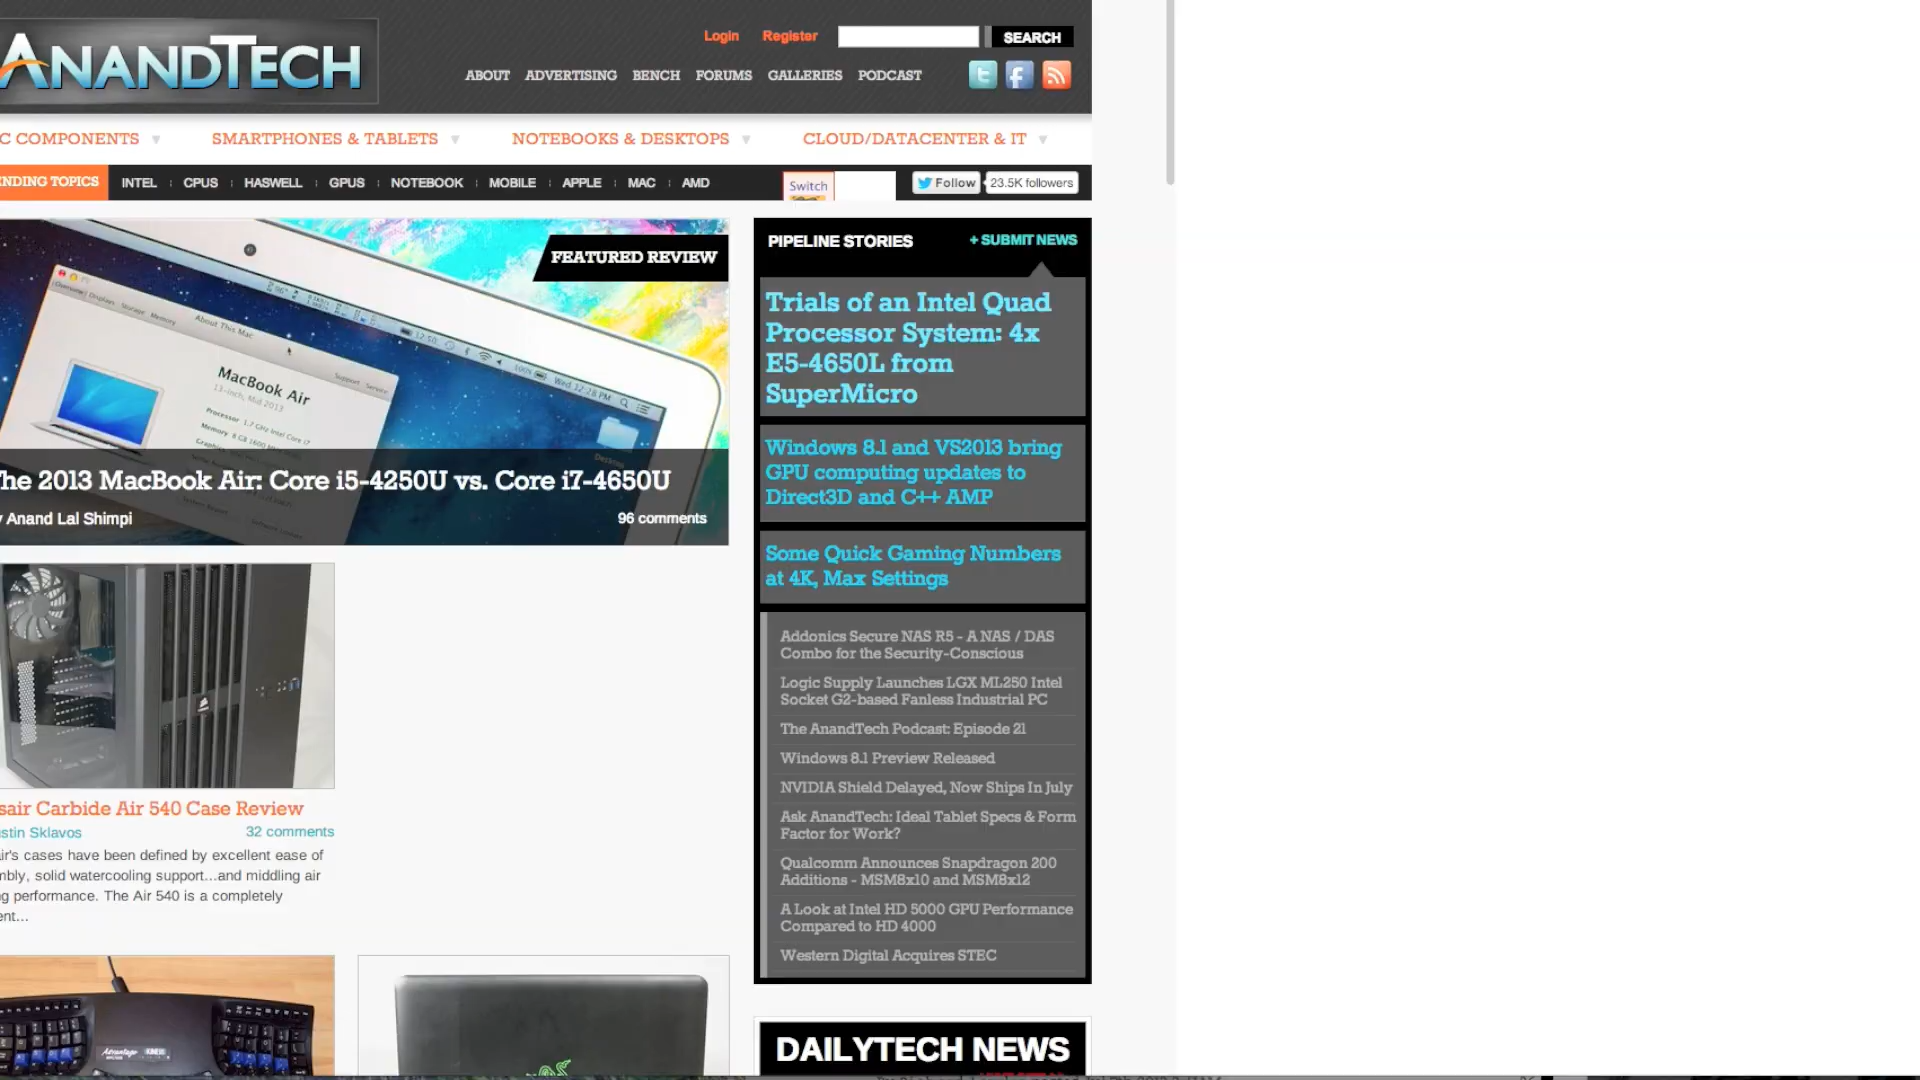 ANANDTECH
Login Register SEARCH
ABOUT ADVERTISING BENCH FORUMS GALLERIES PODCAST
C COMPONENTS SMARTPHONES & TABLETS NOTEBOOKS & DESKTOPS CLOUD/DATACENTER & IT
NDING TOPICS INTEL CPUS HASWELL GPUS NOTEBOOK MOBILE APPLE MAC AMD Switch Follow 23.5K followers
FEATURED REVIEW
About This Mac
MacBook Air
13-inch, Mid 2013
he 2013 MacBook Air: Core i5-4250U vs. Core i7-4650U
y Anand Lal Shimpi 96 comments
sair Carbide Air 540 Case Review
stin Sklavos 32 comments
ir's cases have been defined by excellent ease of
mbly, solid watercooling support...and middling air
g performance. The Air 540 is a completely
ent...
PIPELINE STORIES + SUBMIT NEWS
Trials of an Intel Quad
Processor System: 4x
E5-4650L from
SuperMicro
Windows 8.1 and VS2013 bring
GPU computing updates to
Direct3D and C++ AMP
Some Quick Gaming Numbers
at 4K, Max Settings
Addonics Secure NAS R5 - A NAS / DAS
Combo for the Security-Conscious
Logic Supply Launches LGX ML250 Intel
Socket G2-based Fanless Industrial PC
The AnandTech Podcast: Episode 21
Windows 8.1 Preview Released
NVIDIA Shield Delayed, Now Ships In July
Ask AnandTech: Ideal Tablet Specs & Form
Factor for Work?
Qualcomm Announces Snapdragon 200
Additions - MSM8x10 and MSM8x12
A Look at Intel HD 5000 GPU Performance
Compared to HD 4000
Western Digital Acquires STEC
DAILYTECH NEWS